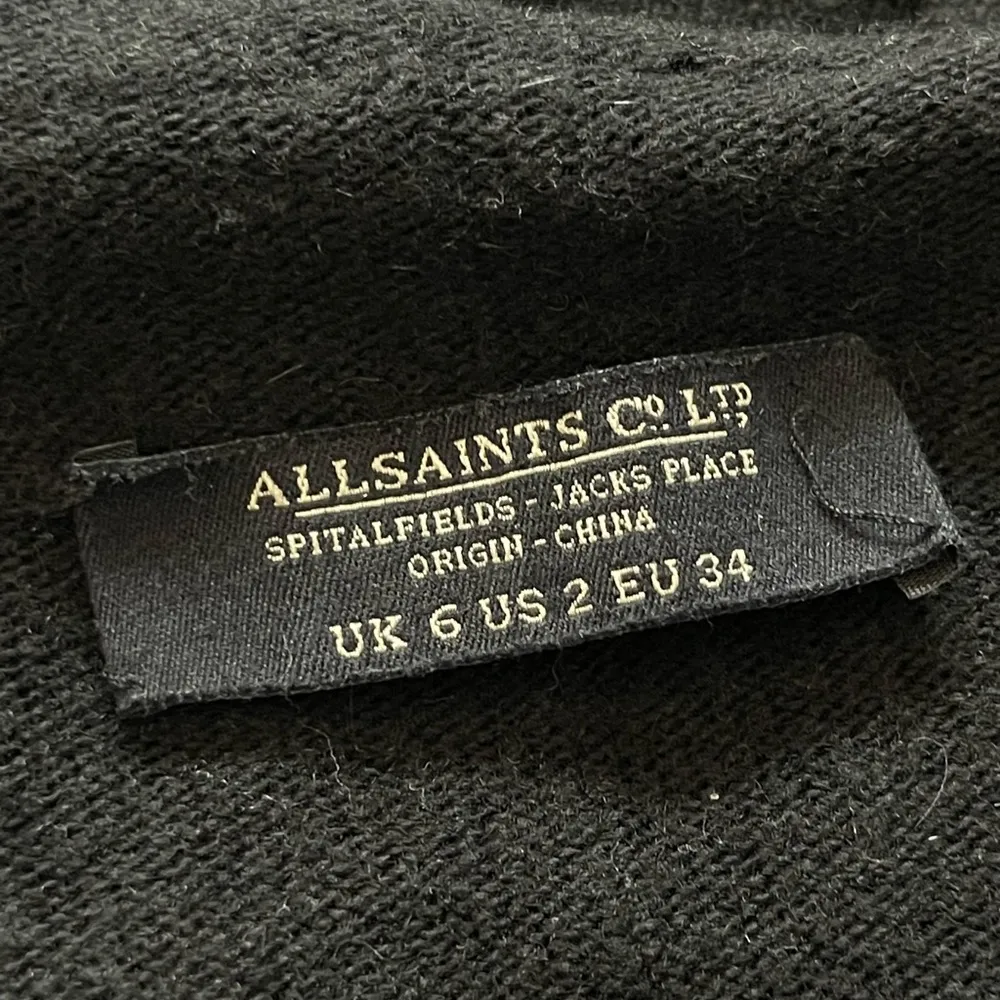 ALLSAINTS Cº LTD,
SPITALFIELDS - JACKS PLACE
ORIGIN - CHINA
UK 6 US 2 EU 34